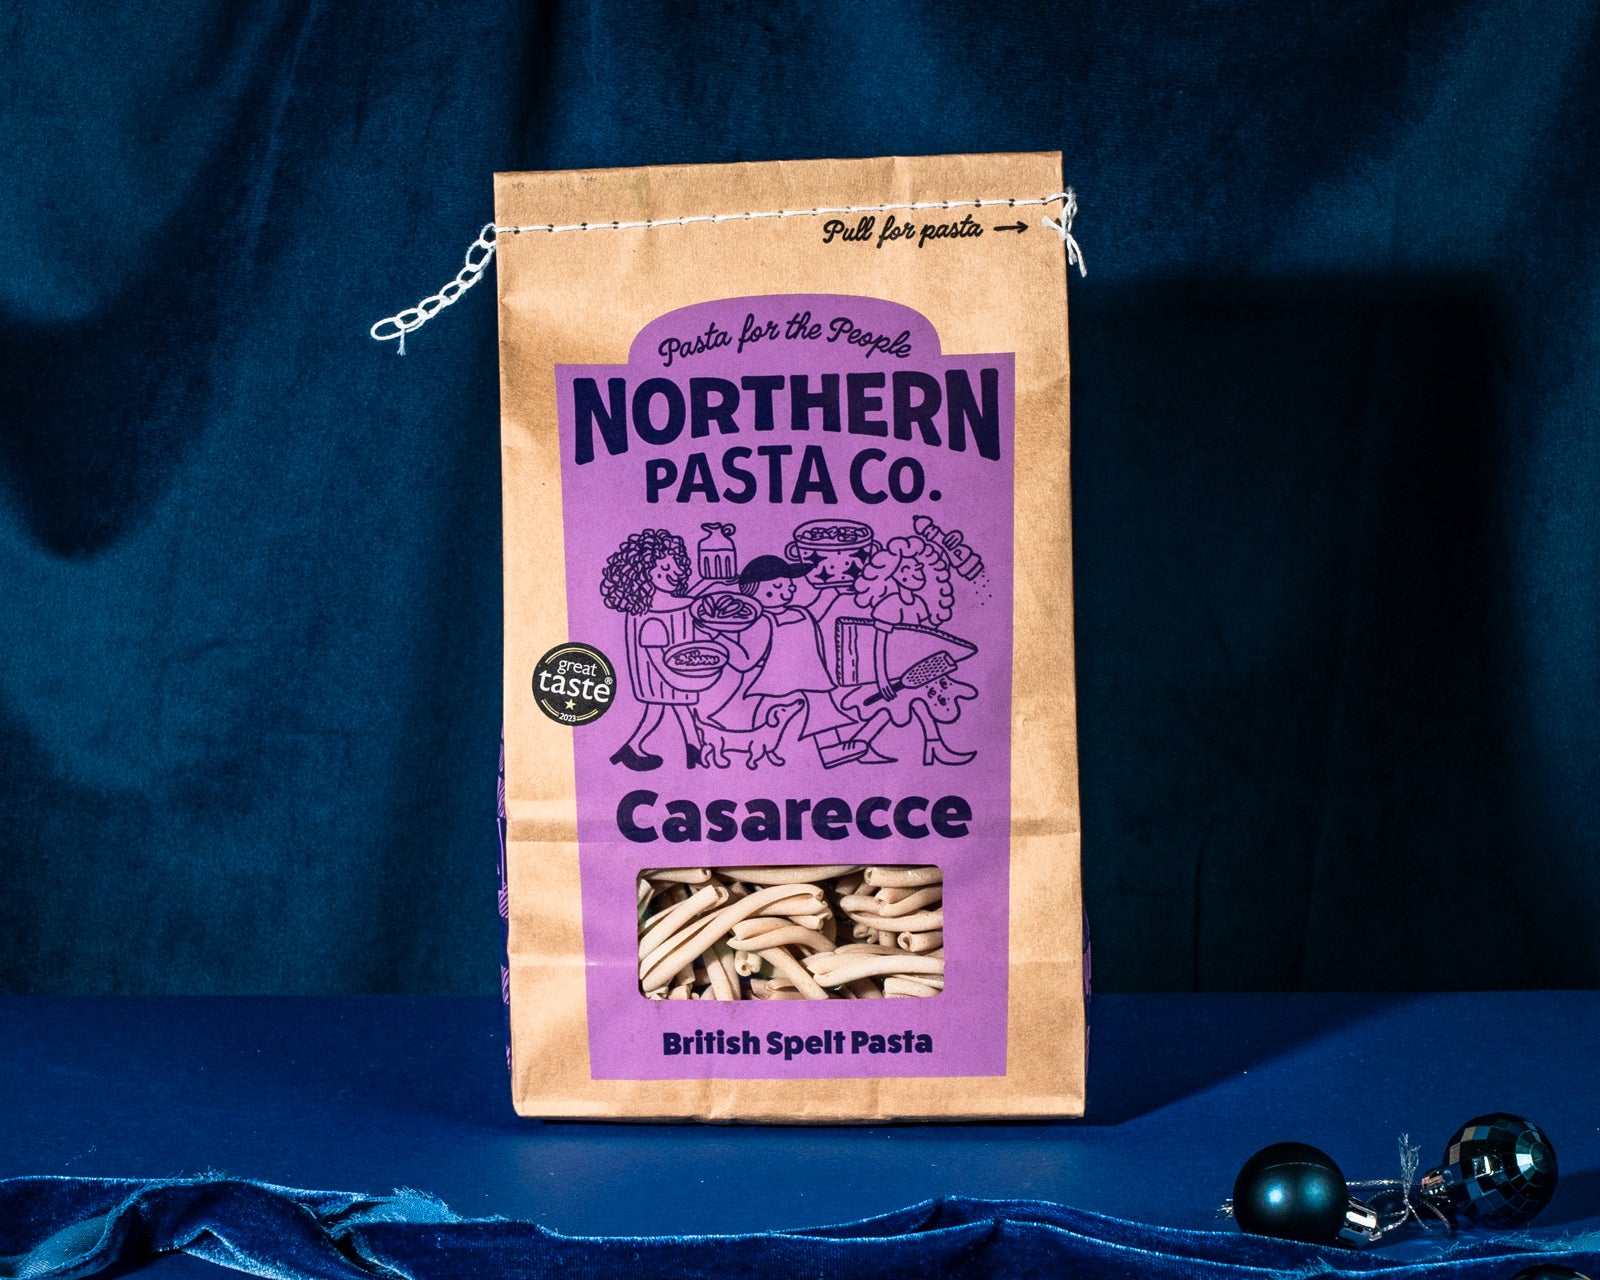 Pull for pasta →
Pasta for the People
NORTHERN
PASTA CO.
great
taste®
2023
Casarecce
British Spelt Pasta